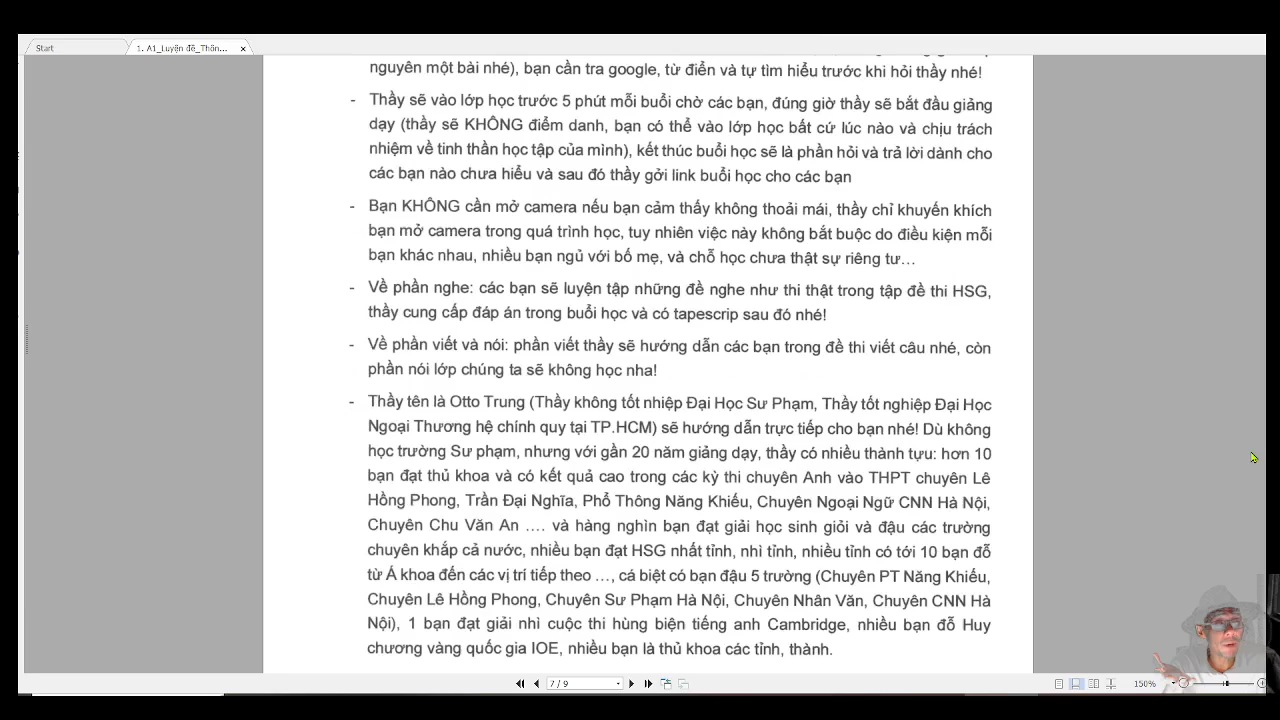 Start
1. A1_Luyện đề_Thôn...
nguyên một bài nhé), bạn cần tra google, từ điển và tự tìm hiểu trước khi hỏi thầy nhé!
- Thầy sẽ vào lớp học trước 5 phút mỗi buổi chờ các bạn, đúng giờ thầy sẽ bắt đầu giảng
dạy (thầy sẽ KHÔNG điểm danh, bạn có thể vào lớp học bất cứ lúc nào và chịu trách
nhiệm về tinh thần học tập của mình), kết thúc buổi học sẽ là phần hỏi và trả lời dành cho
các bạn nào chưa hiểu và sau đó thầy gởi link buổi học cho các bạn
- Bạn KHÔNG cần mở camera nếu bạn cảm thấy không thoải mái, thầy chỉ khuyến khích
bạn mở camera trong quá trình học, tuy nhiên việc này không bắt buộc do điều kiện mỗi
bạn khác nhau, nhiều bạn ngủ với bố mẹ, và chỗ học chưa thật sự riêng tư…
- Về phần nghe: các bạn sẽ luyện tập những đề nghe như thi thật trong tập đề thi HSG,
thầy cung cấp đáp án trong buổi học và có tapescrip sau đó nhé!
- Về phần viết và nói: phần viết thầy sẽ hướng dẫn các bạn trong đề thi viết câu nhé, còn
phần nói lớp chúng ta sẽ không học nha!
- Thầy tên là Otto Trung (Thầy không tốt nhiệp Đại Học Sư Phạm, Thầy tốt nghiệp Đại Học
Ngoại Thương hệ chính quy tại TP.HCM) sẽ hướng dẫn trực tiếp cho bạn nhé! Dù không
học trường Sư phạm, nhưng với gần 20 năm giảng dạy, thầy có nhiều thành tựu: hơn 10
bạn đạt thủ khoa và có kết quả cao trong các kỳ thi chuyên Anh vào THPT chuyên Lê
Hồng Phong, Trần Đại Nghĩa, Phổ Thông Năng Khiếu, Chuyên Ngoại Ngữ CNN Hà Nội,
Chuyên Chu Văn An …. và hàng nghìn bạn đạt giải học sinh giỏi và đậu các trường
chuyên khắp cả nước, nhiều bạn đạt HSG nhất tỉnh, nhì tỉnh, nhiều tỉnh có tới 10 bạn đỗ
từ Á khoa đến các vị trí tiếp theo …, cá biệt có bạn đậu 5 trường (Chuyên PT Năng Khiếu,
Chuyên Lê Hồng Phong, Chuyên Sư Phạm Hà Nội, Chuyên Nhân Văn, Chuyên CNN Hà
Nội), 1 bạn đạt giải nhì cuộc thi hùng biện tiếng anh Cambridge, nhiều bạn đỗ Huy
chương vàng quốc gia IOE, nhiều bạn là thủ khoa các tỉnh, thành.
7 / 9
150%